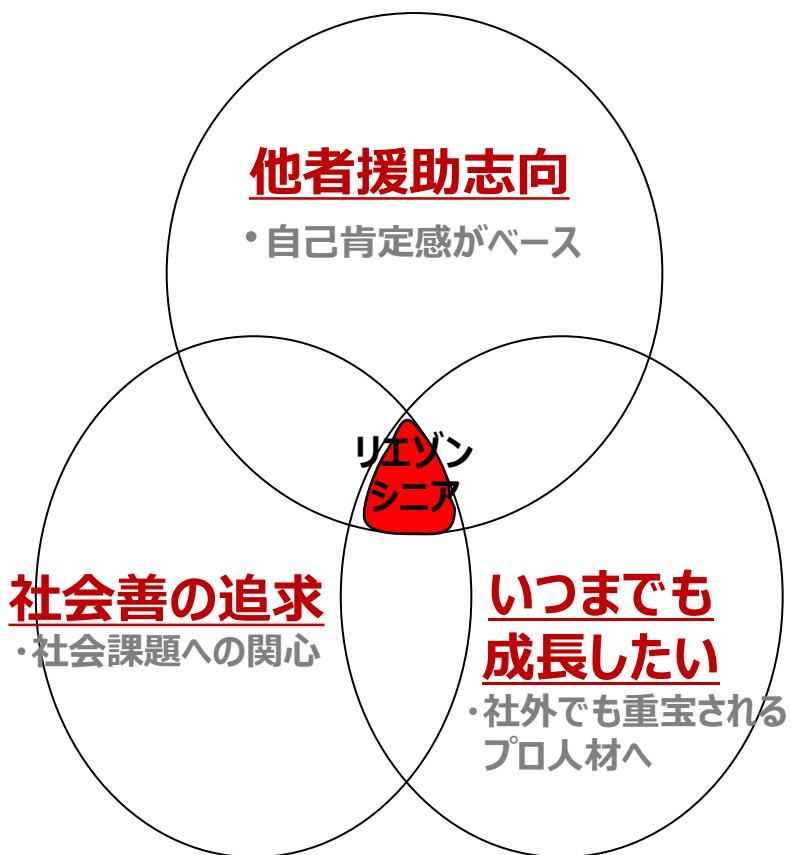 他者援助志向
・自己肯定感がベース
リエゾン
シニア
社会善の追求
・社会課題への関心
いつまでも
成長したい
・社外でも重宝される
プロ人材へ